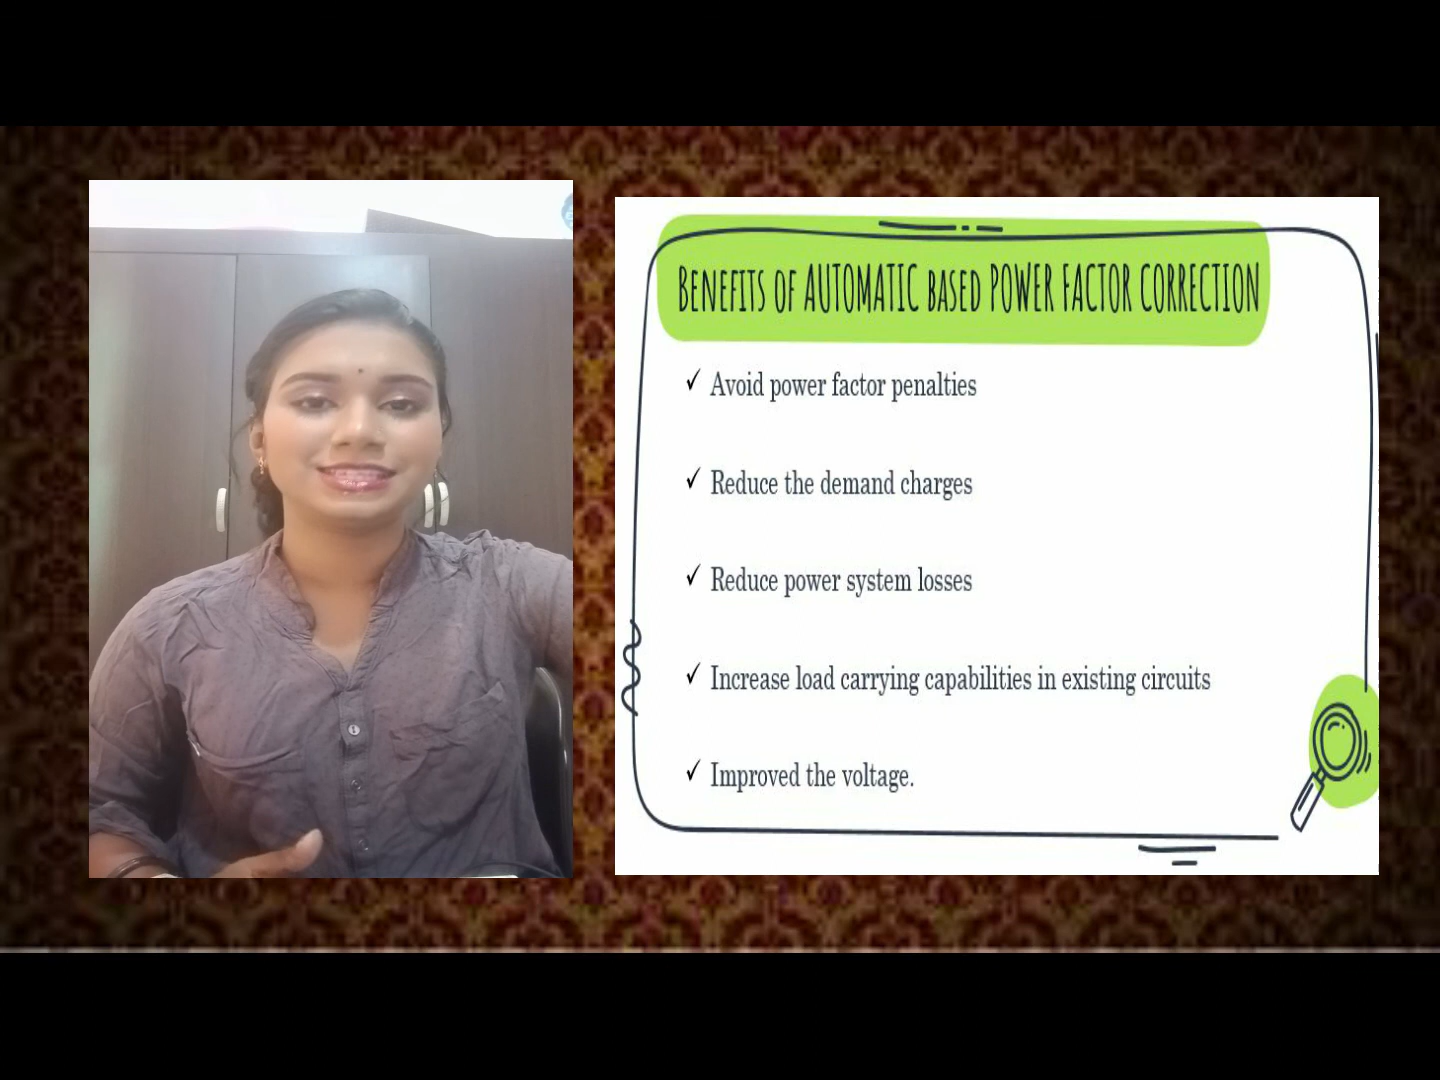 BENEFITS OF AUTOMATIC BASED POWER FACTOR CORRECTION
✓ Avoid power factor penalties
✓ Reduce the demand charges
✓ Reduce power system losses
✓ Increase load carrying capabilities in existing circuits
✓ Improved the voltage.